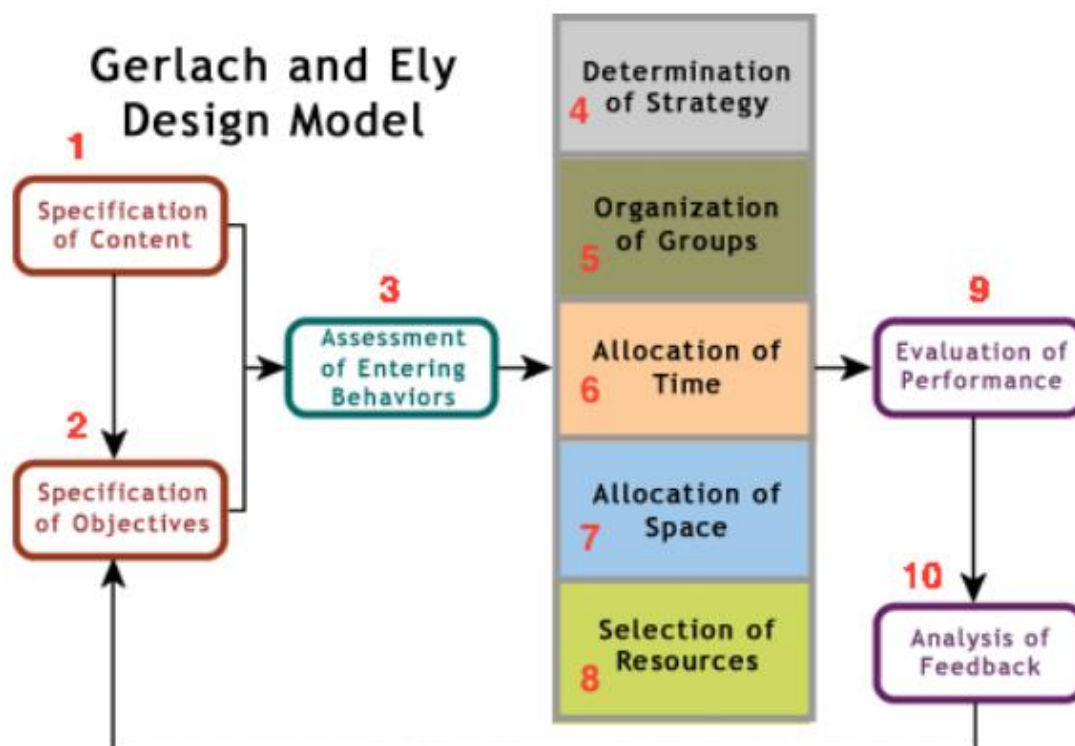 Gerlach and Ely
Design Model
1
Specification
of Content
2
Specification
of Objectives
3
Assessment
of Entering
Behaviors
Determination
of Strategy
4
Organization
of Groups
5
Allocation of
Time
6
Allocation of
Space
7
Selection of
Resources
8
9
Evaluation of
Performance
10
Analysis of
Feedback